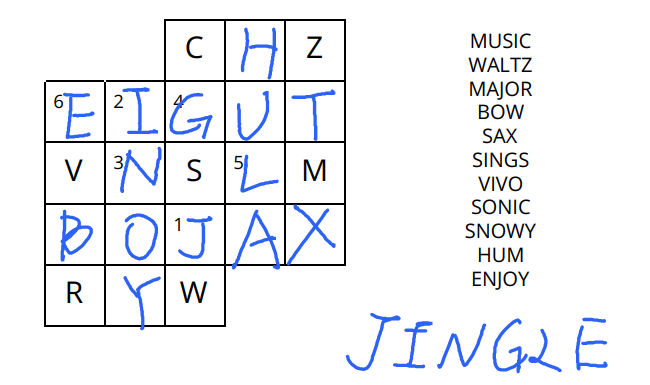 C H Z
6 E 2 I 4 G U T
V 3 N S 5 L M
B O 1 J A X
R Y W
MUSIC
WALTZ
MAJOR
BOW
SAX
SINGS
VIVO
SONIC
SNOWY
HUM
ENJOY
JINGLE